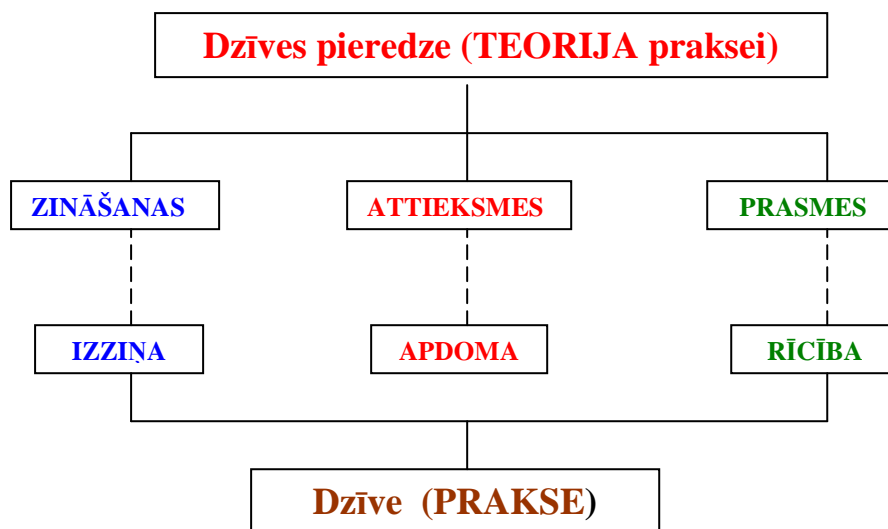 Dzīves pieredze (TEORIJA praksei)
ZINĀŠANAS ATTIEKSMES PRASMES
IZZIŅA APDOMA RĪCĪBA
Dzīve (PRAKSE)